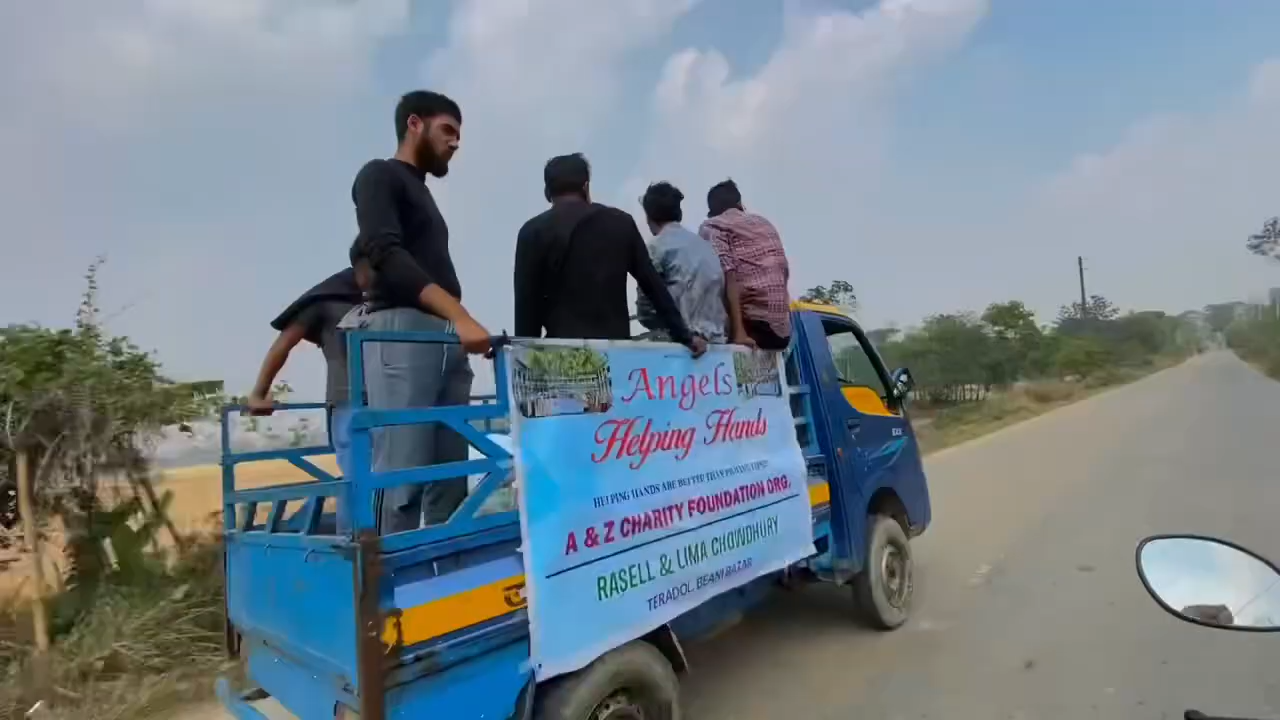 Angels
Helping Hands
HELPING HANDS ARE BETTER THAN PRAYING LIPS!!
A & Z CHARITY FOUNDATION ORG.
RASELL & LIMA CHOWDHURY
TERADOL, BEANI BAZAR